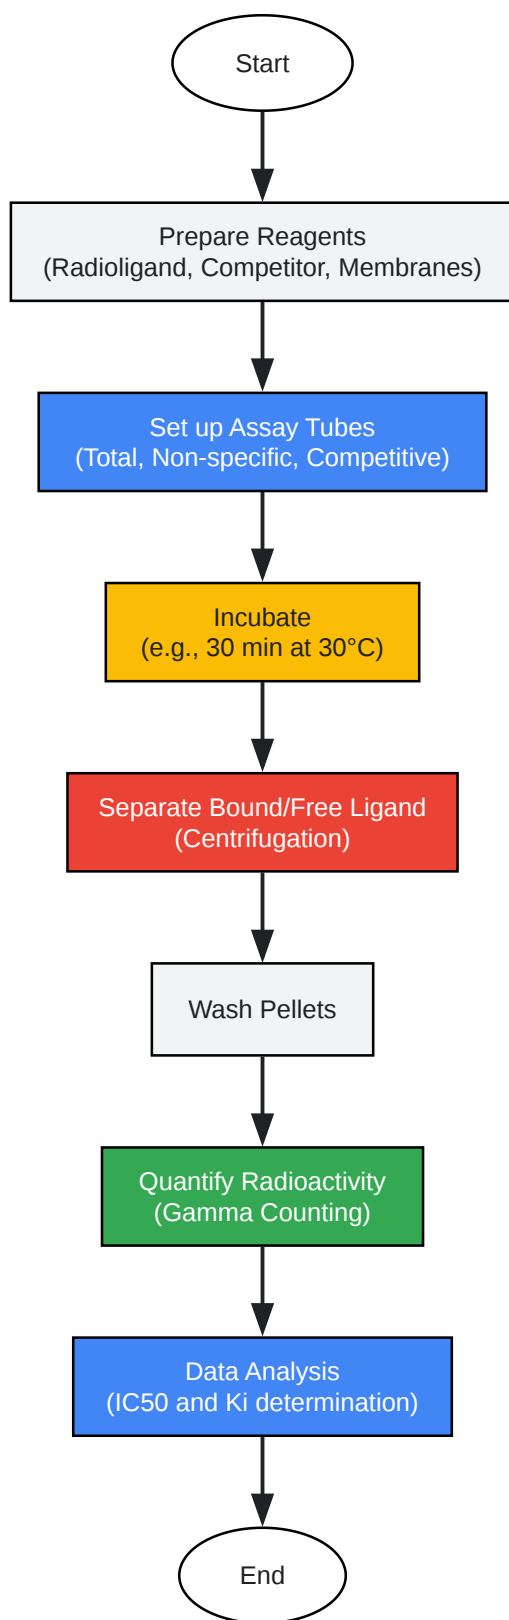 Start
Prepare Reagents
(Radioligand, Competitor, Membranes)
Set up Assay Tubes
(Total, Non-specific, Competitive)
Incubate
(e.g., 30 min at 30°C)
Separate Bound/Free Ligand
(Centrifugation)
Wash Pellets
Quantify Radioactivity
(Gamma Counting)
Data Analysis
(IC50 and Ki determination)
End